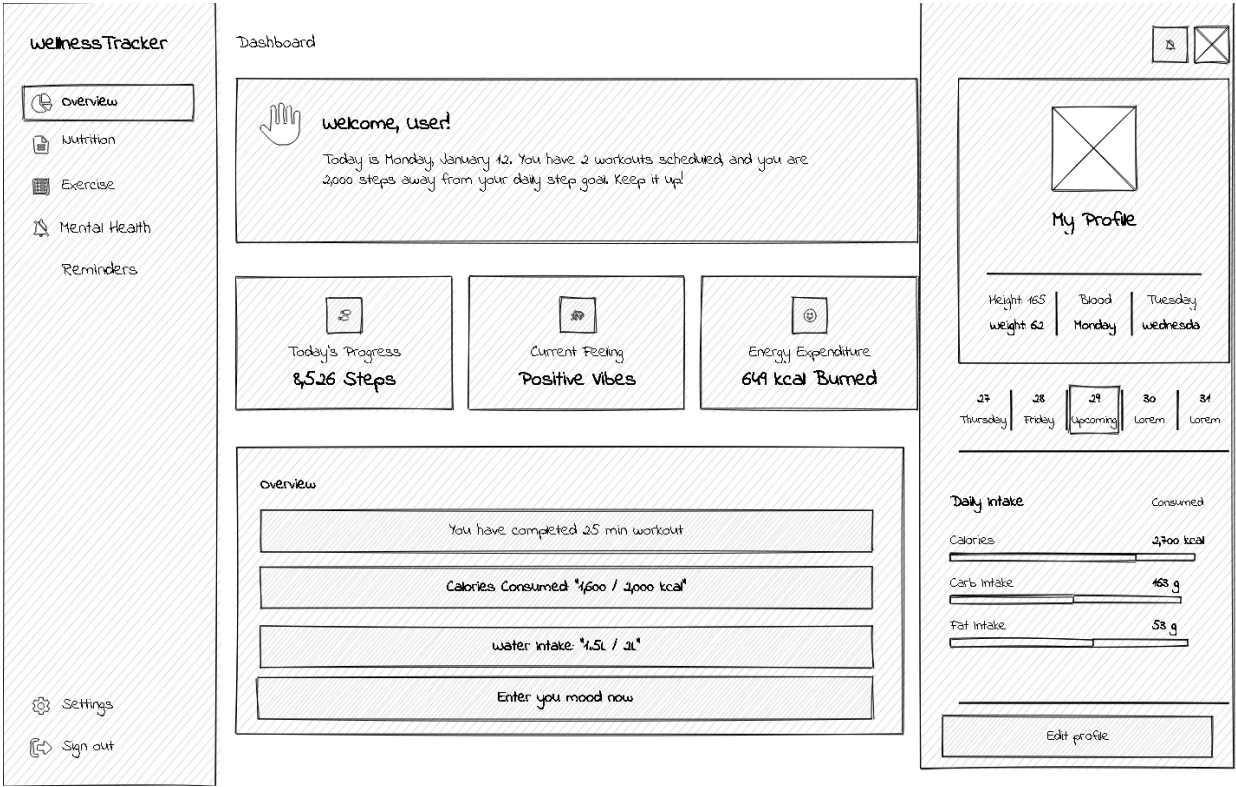 WellnessTracker
Overview
Nutrition
Exercise
Mental Health
Reminders
Settings
Sign out
Dashboard
Welcome, User!
Today is Monday, January 12. You have 2 workouts scheduled, and you are
2,000 steps away from your daily step goal. Keep it up!
Today's Progress
8,526 Steps
Current Feeling
Positive Vibes
Energy Expenditure
649 kcal Burned
Overview
You have completed 25 min workout
Calories Consumed: "1,600 / 2,000 kcal"
Water Intake: "1.5L / 2L"
Enter you mood now
My Profile
Height 165
Weight 62
Blood
Monday
Tuesday
Wednesda
27
Thursday
28
Friday
29
Upcoming
30
Lorem
31
Lorem
Daily Intake
Consumed
Calories
2,700 kcal
Carb Intake
168 g
Fat Intake
58 g
Edit profile